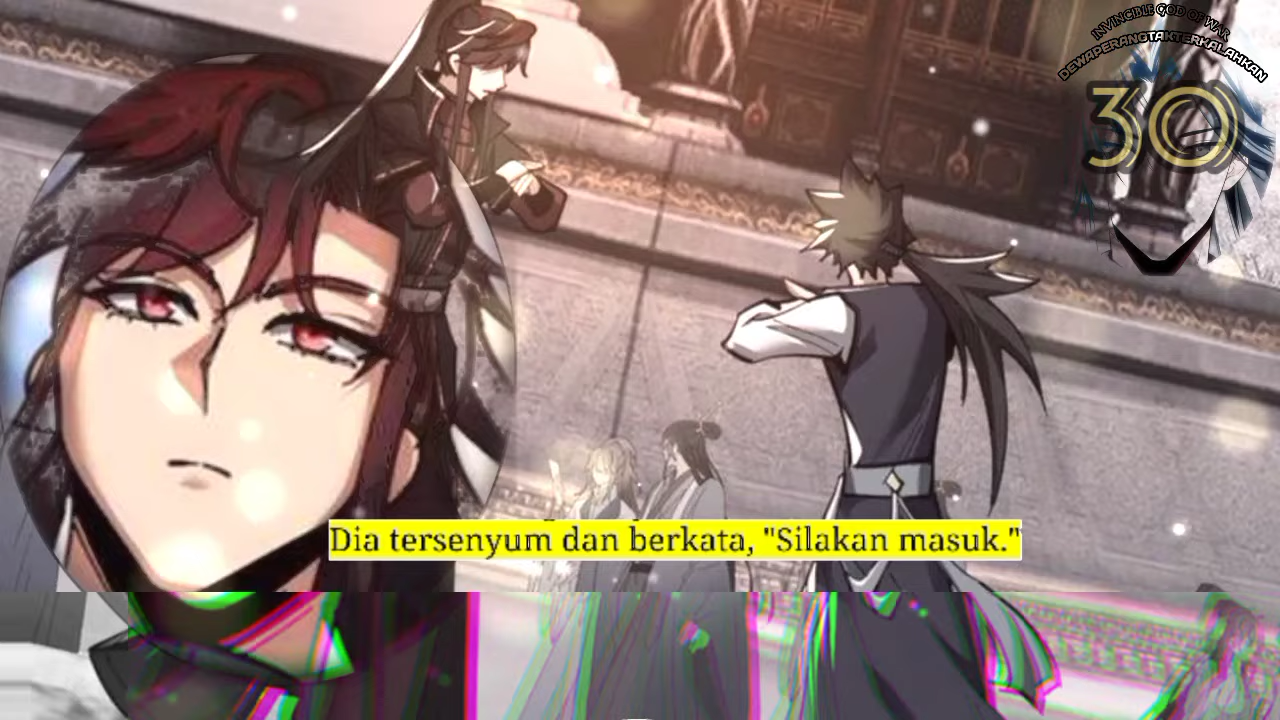 INVINCIBLE GOD OF WAR
DEWAPERANGTAKTERKALAHKAN
30
Dia tersenyum dan berkata, "Silakan masuk."